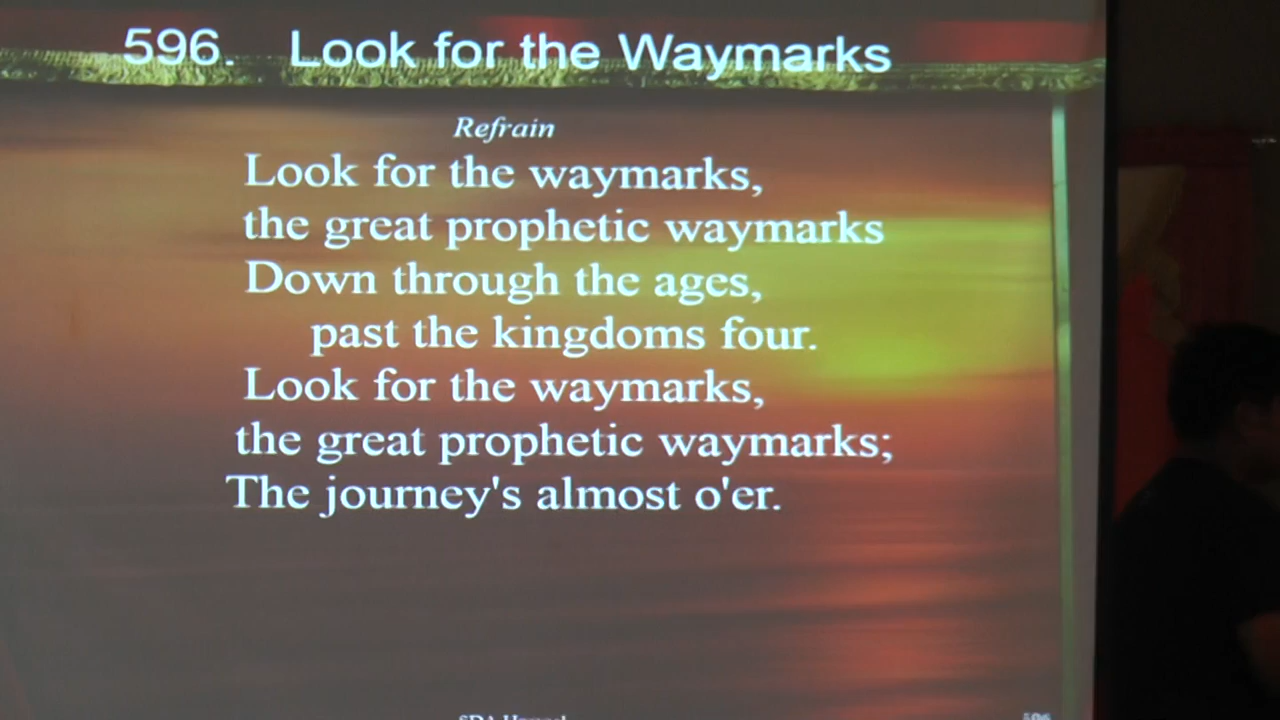 596. Look for the Waymarks
Refrain
Look for the waymarks,
the great prophetic waymarks
Down through the ages,
past the kingdoms four.
Look for the waymarks,
the great prophetic waymarks;
The journey's almost o'er.